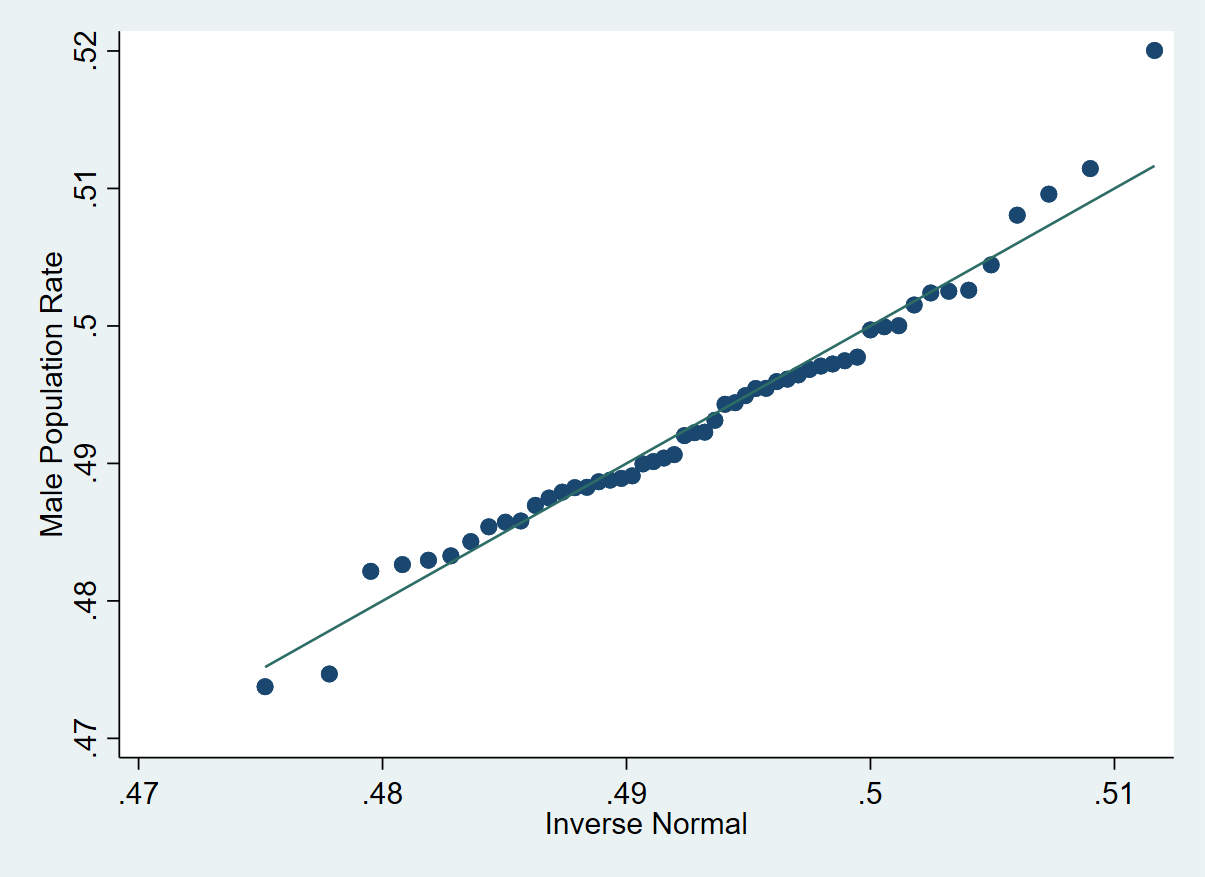 .52
.51
.5
.49
.48
.47
Male Population Rate
.47 .48 .49 .5 .51
Inverse Normal